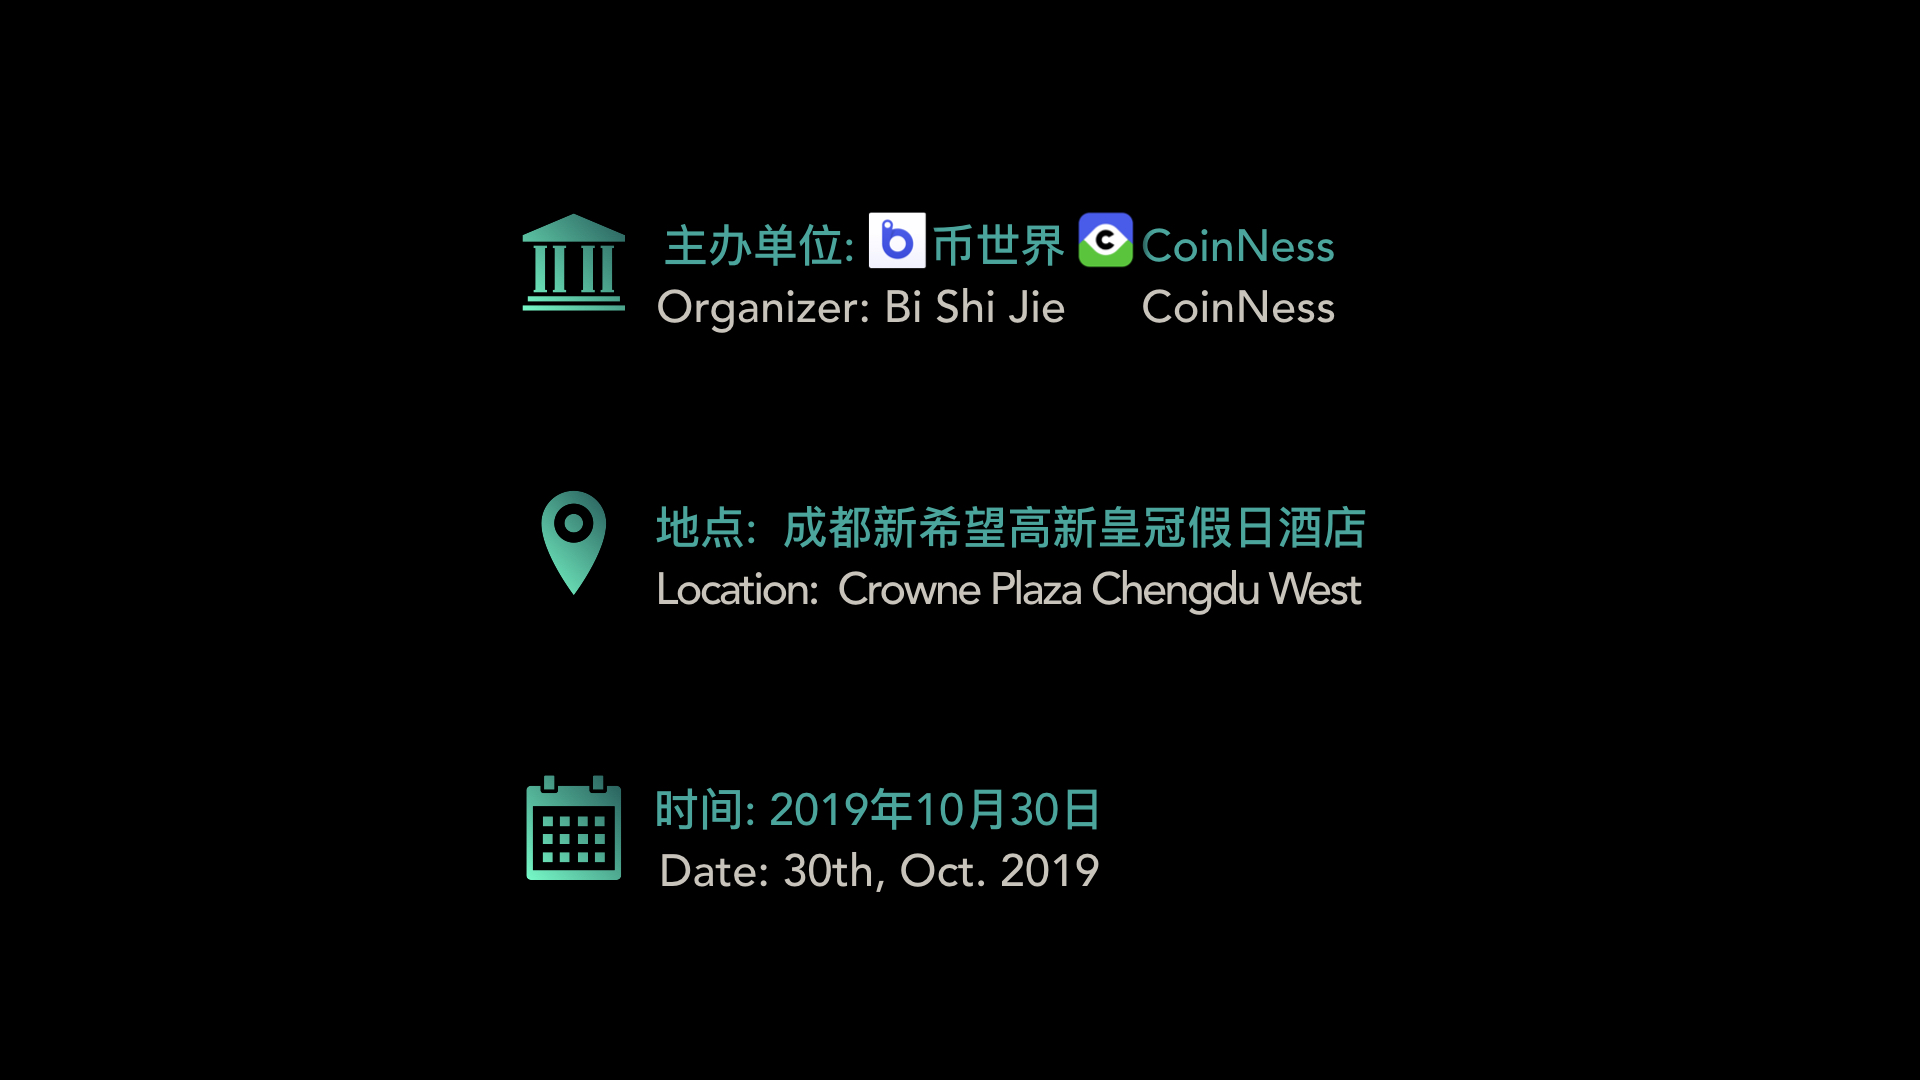 主办单位: b 币世界 C CoinNess
Organizer: Bi Shi Jie CoinNess
地点: 成都新希望高新皇冠假日酒店
Location: Crowne Plaza Chengdu West
时间: 2019年10月30日
Date: 30th, Oct. 2019